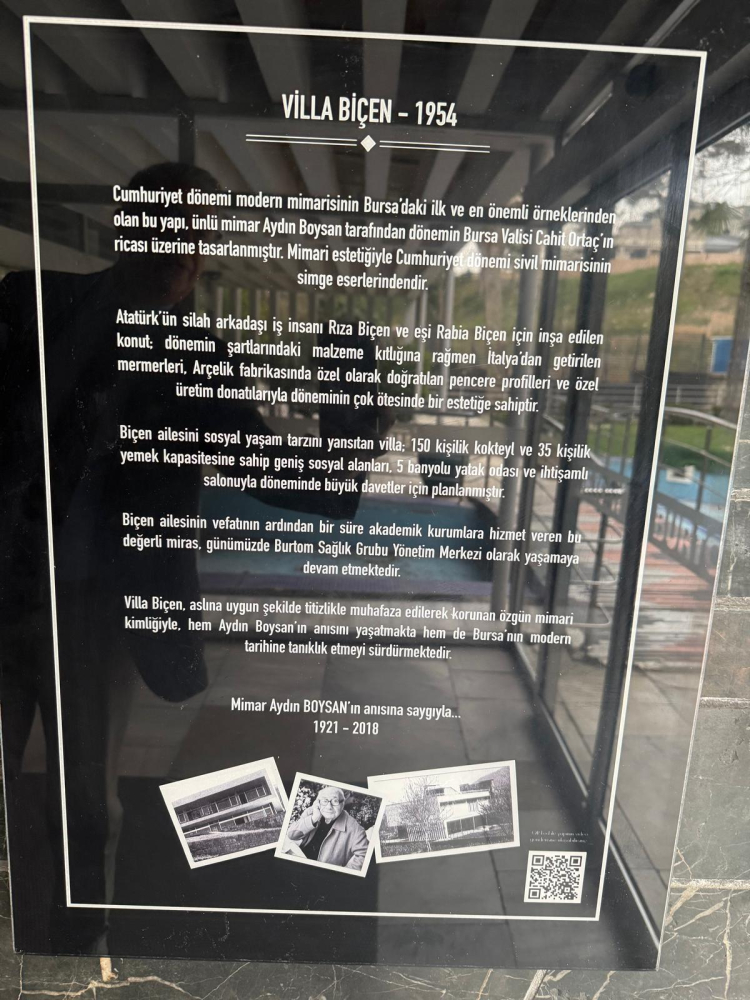 VİLLA BİÇEN - 1954
Cumhuriyet dönemi modern mimarisinin Bursa'daki ilk ve en önemli örneklerinden
olan bu yapı, ünlü mimar Aydın Boysan tarafından dönemin Bursa Valisi Cahit Ortaç'ın
ricası üzerine tasarlanmıştır. Mimari estetiğiyle Cumhuriyet dönemi sivil mimarisinin
simge eserlerindendir.
Atatürk'ün silah arkadaşı iş insanı Rıza Biçen ve eşi Rabia Biçen için inşa edilen
konut; dönemin şartlarındaki malzeme kıtlığına rağmen İtalya'dan getirilen
mermerleri, Arçelik fabrikasında özel olarak doğratılan pencere profilleri ve özel
üretim donatılarıyla döneminin çok ötesinde bir estetiğe sahiptir.
Biçen ailesini sosyal yaşam tarzını yansıtan villa; 150 kişilik kokteyl ve 35 kişilik
yemek kapasitesine sahip geniş sosyal alanları, 5 banyolu yatak odası ve ihtişamlı
salonuyla döneminde büyük davetler için planlanmıştır.
Biçen ailesinin vefatının ardından bir süre akademik kurumlara hizmet veren bu
değerli miras, günümüzde Burtom Sağlık Grubu Yönetim Merkezi olarak yaşamaya
devam etmektedir.
Villa Biçen, aslına uygun şekilde titizlikle muhafaza edilerek korunan özgün mimari
kimliğiyle, hem Aydın Boysan'ın anısını yaşatmakta hem de Bursa'nın modern
tarihine tanıklık etmeyi sürdürmektedir.
Mimar Aydın BOYSAN'ın anısına saygıyla...
1921 - 2018